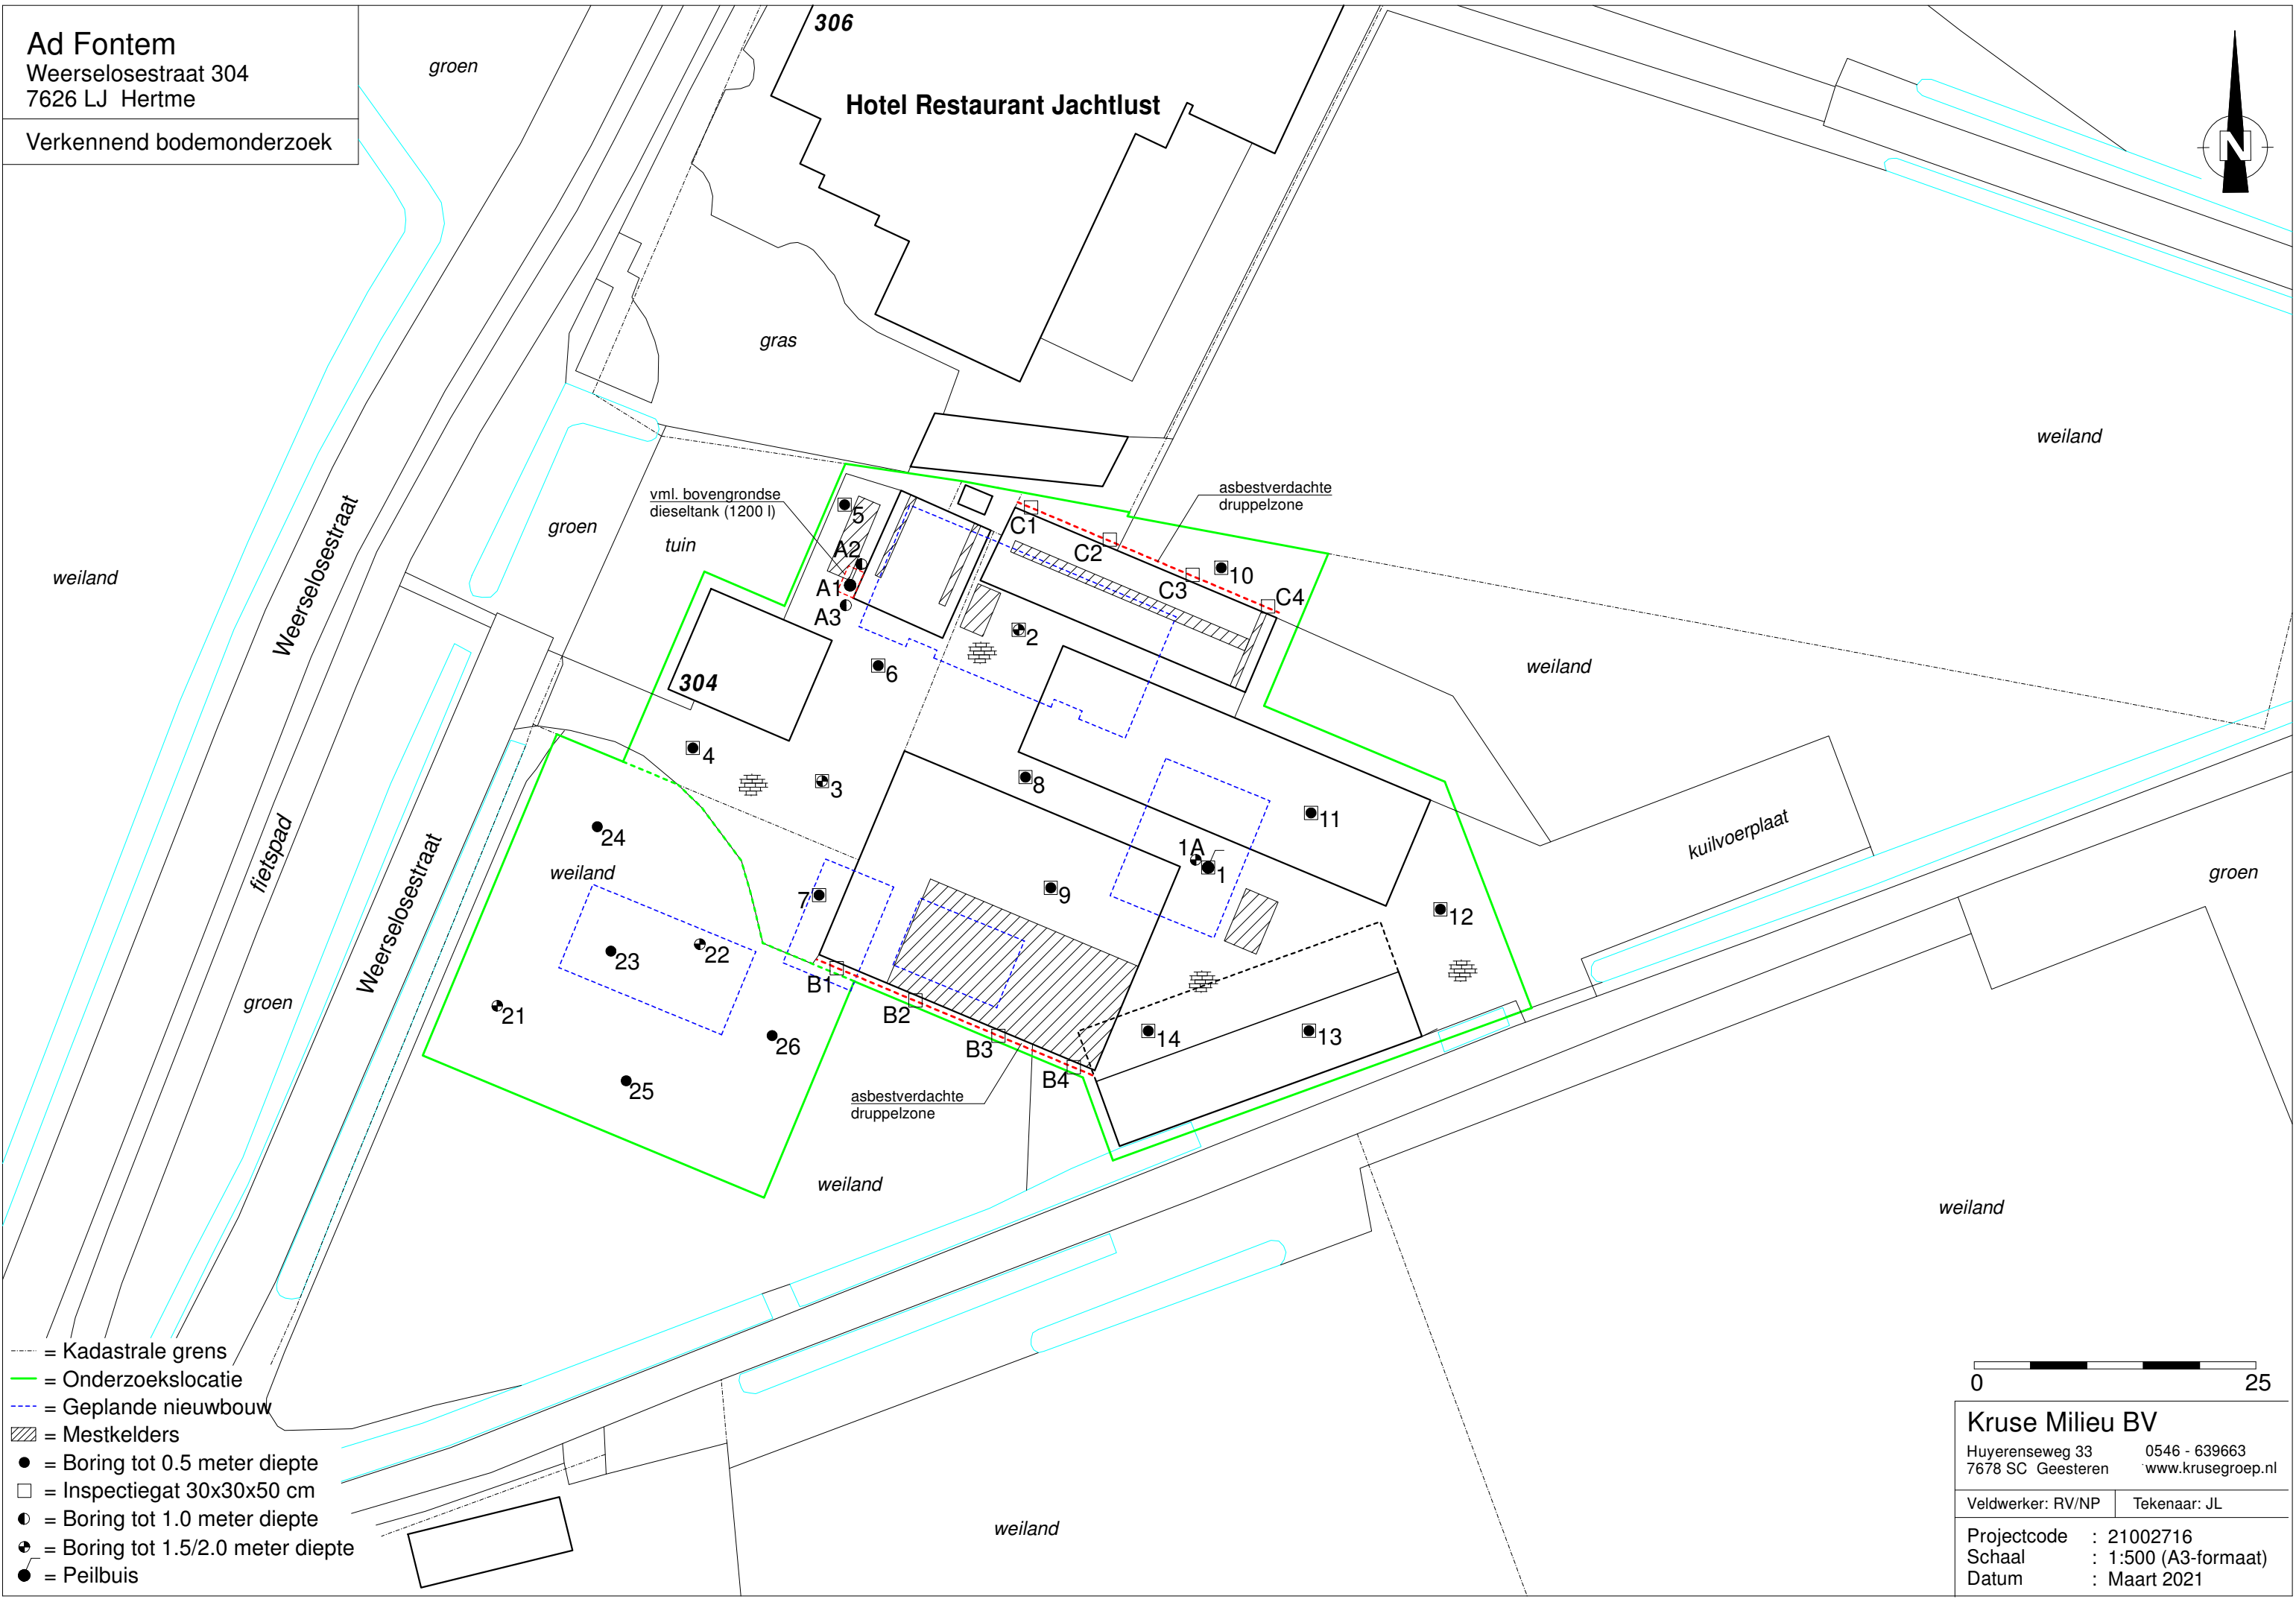 Ad Fontem
Weerselosestraat 304
7626 LJ Hertme
Verkennend bodemonderzoek
groen
306
Hotel Restaurant Jachtlust
N
gras
weiland
groen
tuin
weiland
Weerselosestraat
vml. bovengrondse
dieseltank (1200 l)
asbestverdachte
druppelzone
5
A2
A1
A3
C1
C2
C3
C4
10
2
6
304
4
3
8
11
1A
1
weiland
kuilvoerplaat
groen
fietspad
Weerselosestraat
groen
24
weiland
7
9
12
23
22
21
26
25
B1
B2
B3
B4
14
13
asbestverdachte
druppelzone
weiland
weiland
weiland
= Kadastrale grens
= Onderzoekslocatie
= Geplande nieuwbouw
= Mestkelders
= Boring tot 0.5 meter diepte
= Inspectiegat 30x30x50 cm
= Boring tot 1.0 meter diepte
= Boring tot 1.5/2.0 meter diepte
= Peilbuis
0 25
Kruse Milieu BV
Huyerenseweg 33 0546 - 639663
7678 SC Geesteren www.krusegroep.nl
Veldwerker: RV/NP Tekenaar: JL
Projectcode : 21002716
Schaal : 1:500 (A3-formaat)
Datum : Maart 2021